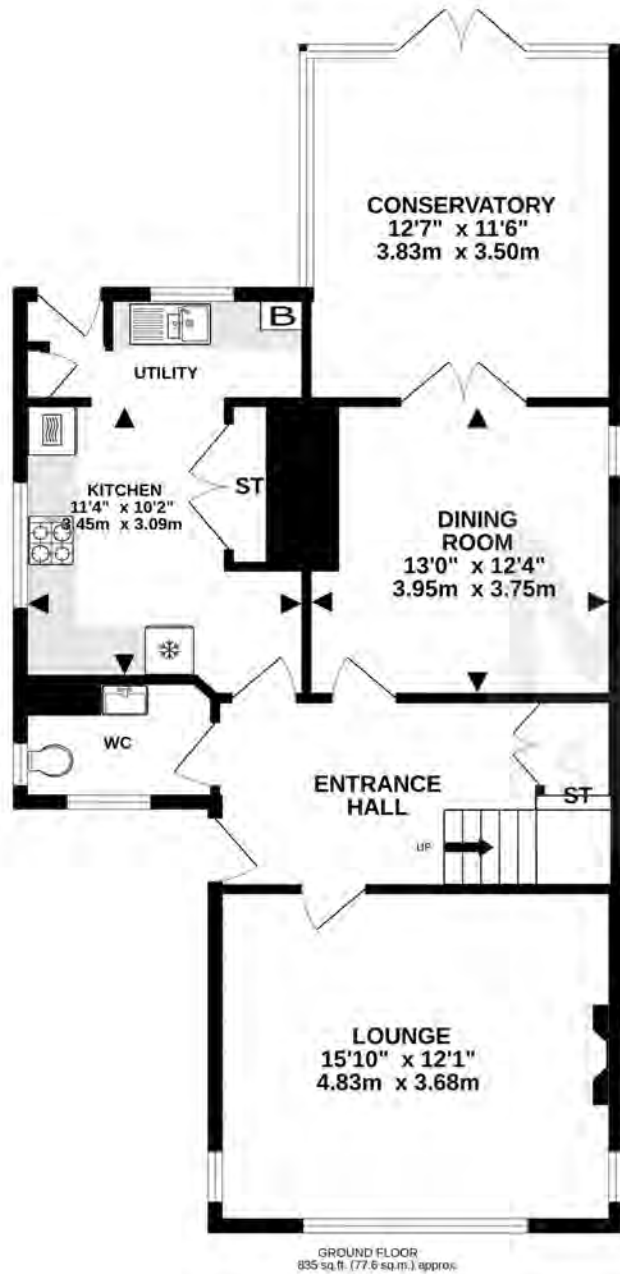 CONSERVATORY
12'7" x 11'6"
3.83m x 3.50m
B
UTILITY
KITCHEN
11'4" x 10'2"
3.45m x 3.09m
ST
DINING
ROOM
13'0" x 12'4"
3.95m x 3.75m
WC
ENTRANCE
HALL
ST
UP
LOUNGE
15'10" x 12'1"
4.83m x 3.68m
GROUND FLOOR
835 sq.ft. (77.6 sq.m.) approx.